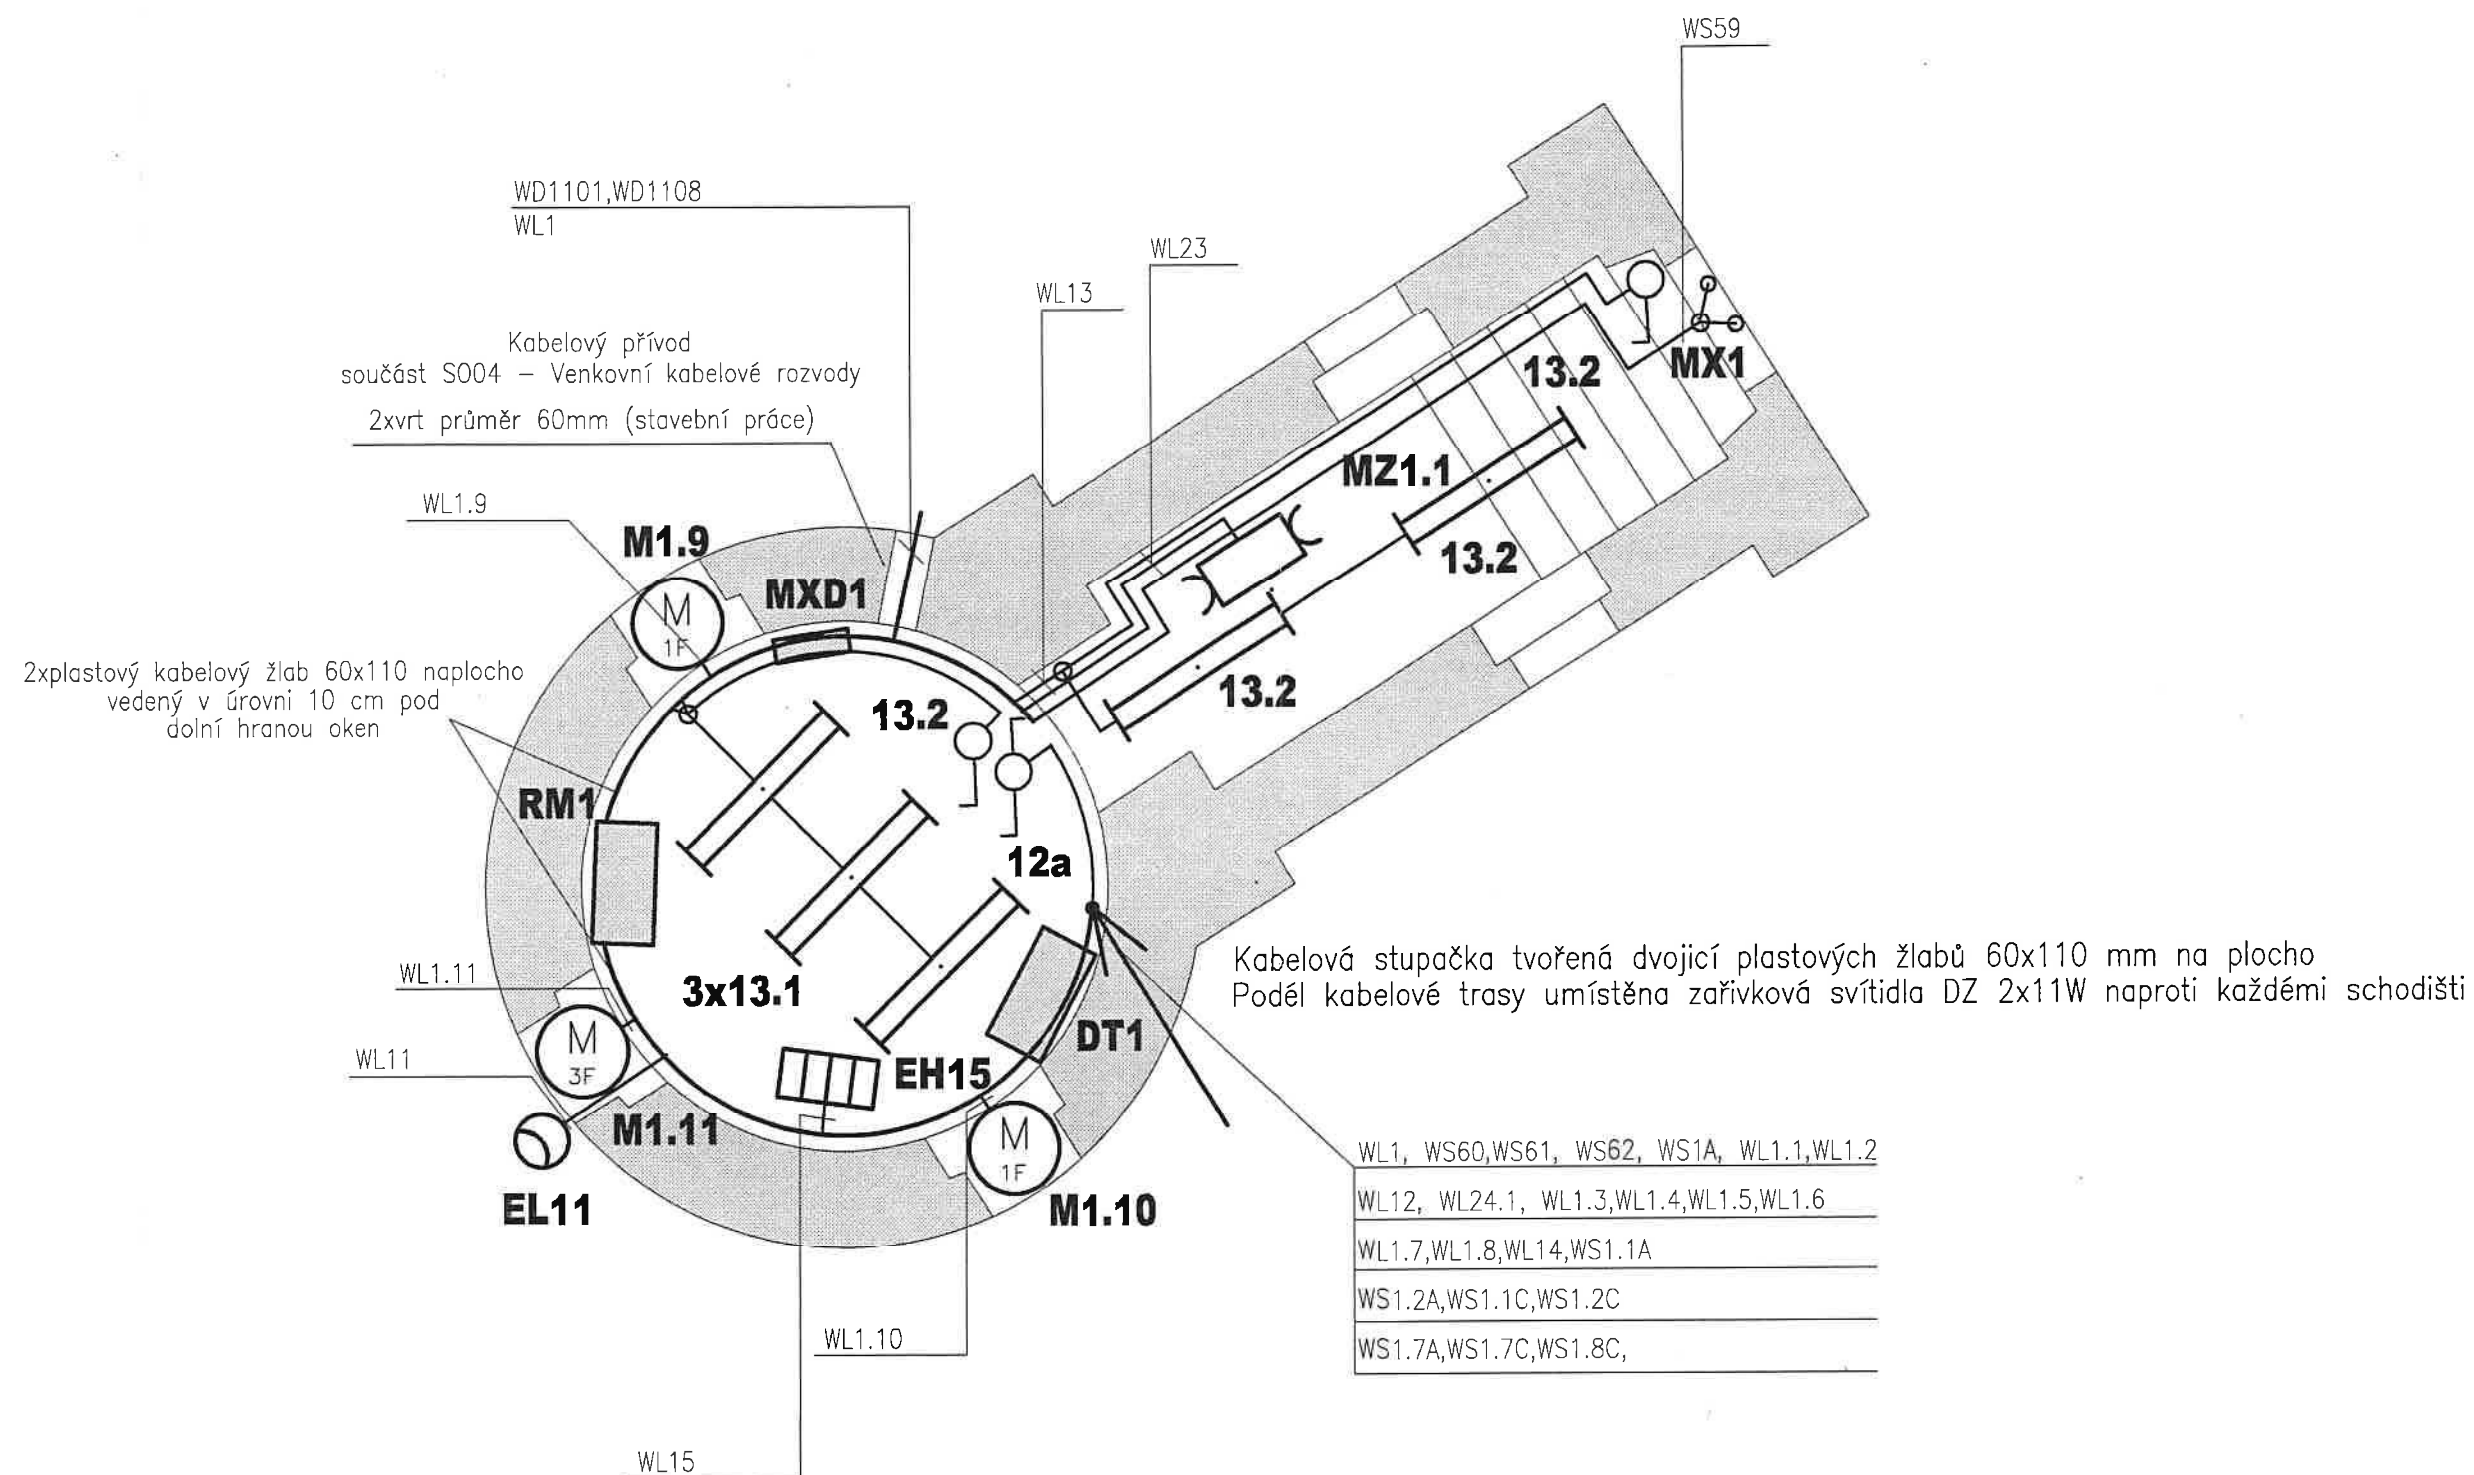 WS59
WD1101,WD1108
WL1
WL23
WL13
Kabelový přívod
součást SO04 – Venkovní kabelové rozvody
2xvrt průměr 60mm (stavební práce)
13.2
MX1
MZ1.1
WL1.9
M1.9
13.2
MXD1
M
1F
2xplastový kabelový žlab 60x110 naplocho
vedený v úrovni 10 cm pod
dolní hranou oken
13.2
13.2
RM1
12a
Kabelová stupačka tvořená dvojicí plastových žlabů 60x110 mm na plocho
Podél kabelové trasy umístěna zařivková svítidla DZ 2x11W naproti každémi schodišti
WL1.11
3x13.1
DT1
M
3F
WL11
EH15
M1.11
M
1F
EL11
M1.10
WL1, WS60,WS61, WS62, WS1A, WL1.1,WL1.2
WL12, WL24.1, WL1.3,WL1.4,WL1.5,WL1.6
WL1.7,WL1.8,WL14,WS1.1A
WS1.2A,WS1.1C,WS1.2C
WS1.7A,WS1.7C,WS1.8C,
WL1.10
WL15